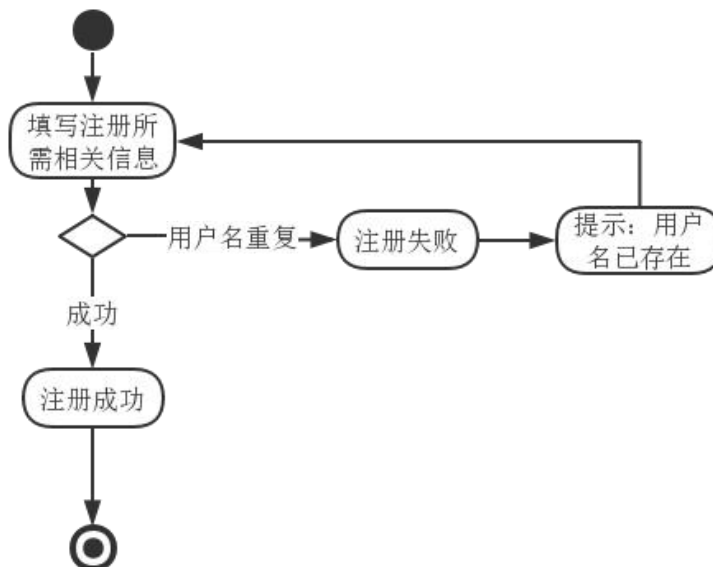 填写注册所
需相关信息
用户名重复
注册失败
提示：用户
名已存在
成功
注册成功